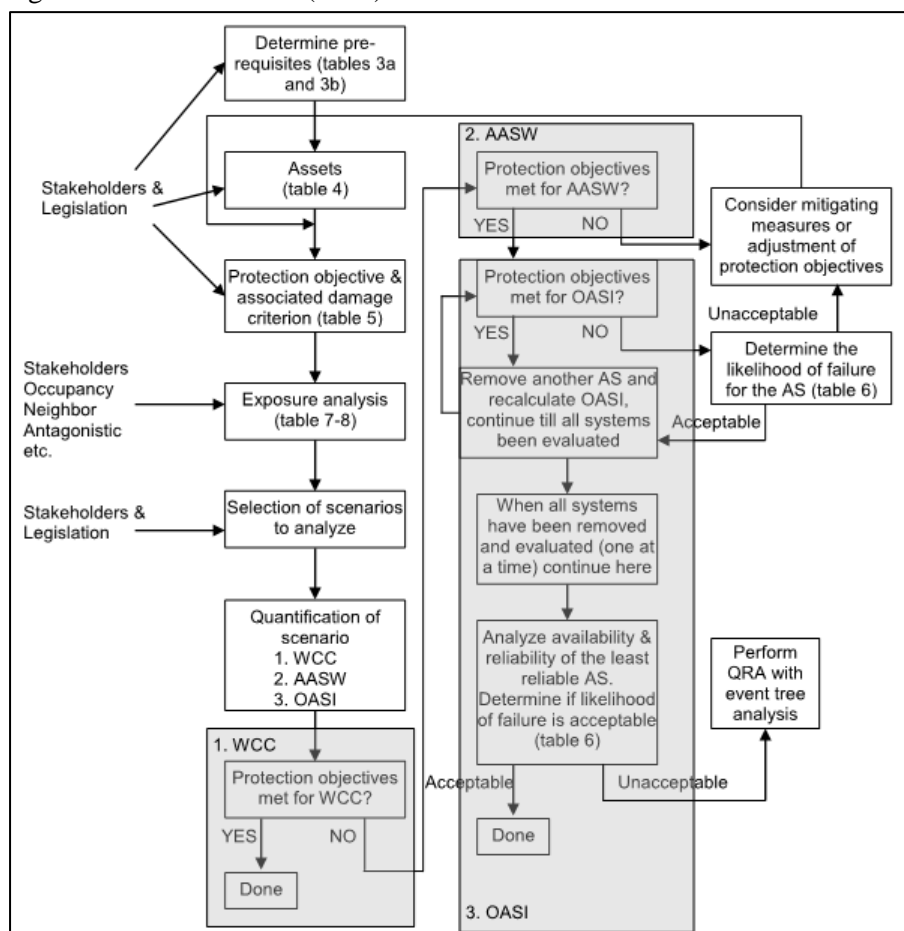 Determine pre-
requisites (tables 3a
and 3b)
Stakeholders &
Legislation
Assets
(table 4)
Protection objective &
associated damage
criterion (table 5)
Stakeholders
Occupancy
Neighbor
Antagonistic
etc.
Exposure analysis
(table 7-8)
Stakeholders &
Legislation
Selection of scenarios
to analyze
Quantification of
scenario
1. WCC
2. AASW
3. OASI
1. WCC
Protection objectives
met for WCC?
YES
NO
Done
2. AASW
Protection objectives
met for AASW?
YES
NO
Consider mitigating
measures or
adjustment of
protection objectives
Protection objectives
met for OASI?
YES
NO
Unacceptable
Determine the
likelihood of failure
for the AS (table 6)
Acceptable
Remove another AS and
recalculate OASI,
continue till all systems
been evaluated
When all systems
have been removed
and evaluated (one at
a time) continue here
Analyze availability &
reliability of the least
reliable AS.
Determine if likelihood
of failure is acceptable
(table 6)
Acceptable
Unacceptable
Perform
QRA with
event tree
analysis
Done
3. OASI